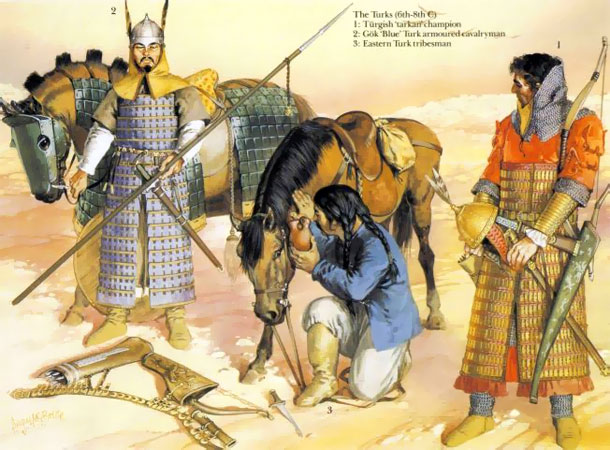 2
The Turks (6th-8th C)
1: Türgish 'tarkan' champion
2: Gök 'Blue' Turk armoured cavalryman
3: Eastern Turk tribesman
1
3